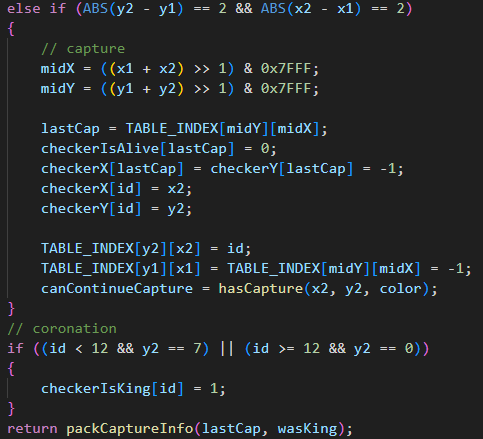 else if (ABS(y2 - y1) == 2 && ABS(x2 - x1) == 2)
{
    // capture
    midX = ((x1 + x2) >> 1) & 0x7FFF;
    midY = ((y1 + y2) >> 1) & 0x7FFF;

    lastCap = TABLE_INDEX[midY][midX];
    checkerIsAlive[lastCap] = 0;
    checkerX[lastCap] = checkerY[lastCap] = -1;
    checkerX[id] = x2;
    checkerY[id] = y2;

    TABLE_INDEX[y2][x2] = id;
    TABLE_INDEX[y1][x1] = TABLE_INDEX[midY][midX] = -1;
    canContinueCapture = hasCapture(x2, y2, color);
}
// coronation
if ((id < 12 && y2 == 7) || (id >= 12 && y2 == 0))
{
    checkerIsKing[id] = 1;
}
return packCaptureInfo(lastCap, wasKing);